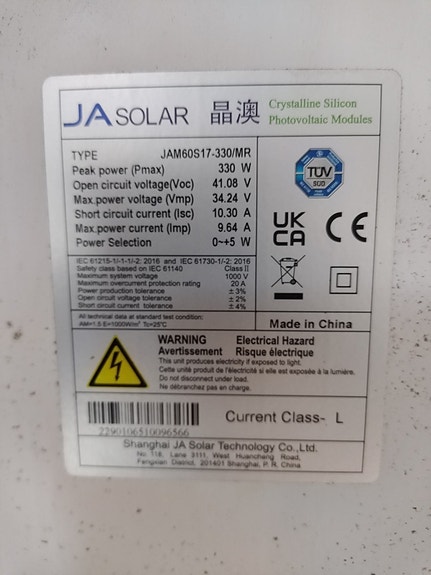 JA SOLAR 晶澳 Crystalline Silicon
Photovoltaic Modules
TYPE JAM60S17-330/MR
Peak power (Pmax) 330 W
Open circuit voltage(Voc) 41.08 V
Max.power voltage (Vmp) 34.24 V
Short circuit current (Isc) 10.30 A
Max.power current (Imp) 9.64 A
Power Selection 0~+5 W
TÜV
SÜD
UK
CA CE
IEC 61215-1/-1-1/-2: 2016 and IEC 61730-1/-2: 2016
Safety class based on IEC 61140 Class II
Maximum system voltage 1000 V
Maximum overcurrent protection rating 20 A
Power production tolerance ± 3%
Open circuit voltage tolerance ± 2%
Short circuit current tolerance ± 4%
All technical data at standard test condition:
AM=1.5 E=1000W/m² Tc=25°C
Made in China
WARNING Electrical Hazard
Avertissement Risque électrique
This unit produces electricity if exposed to light.
Cette unité produit de l'électricité si elle est exposée à la lumière.
Do not disconnect under load.
Ne débranchez pas en charge.
2290106510096566
Current Class- L
Shanghai JA Solar Technology Co.,Ltd.
No. 118, Lane 3111, West Huancheng Road,
Fengxian District, 201401 Shanghai, P. R. China